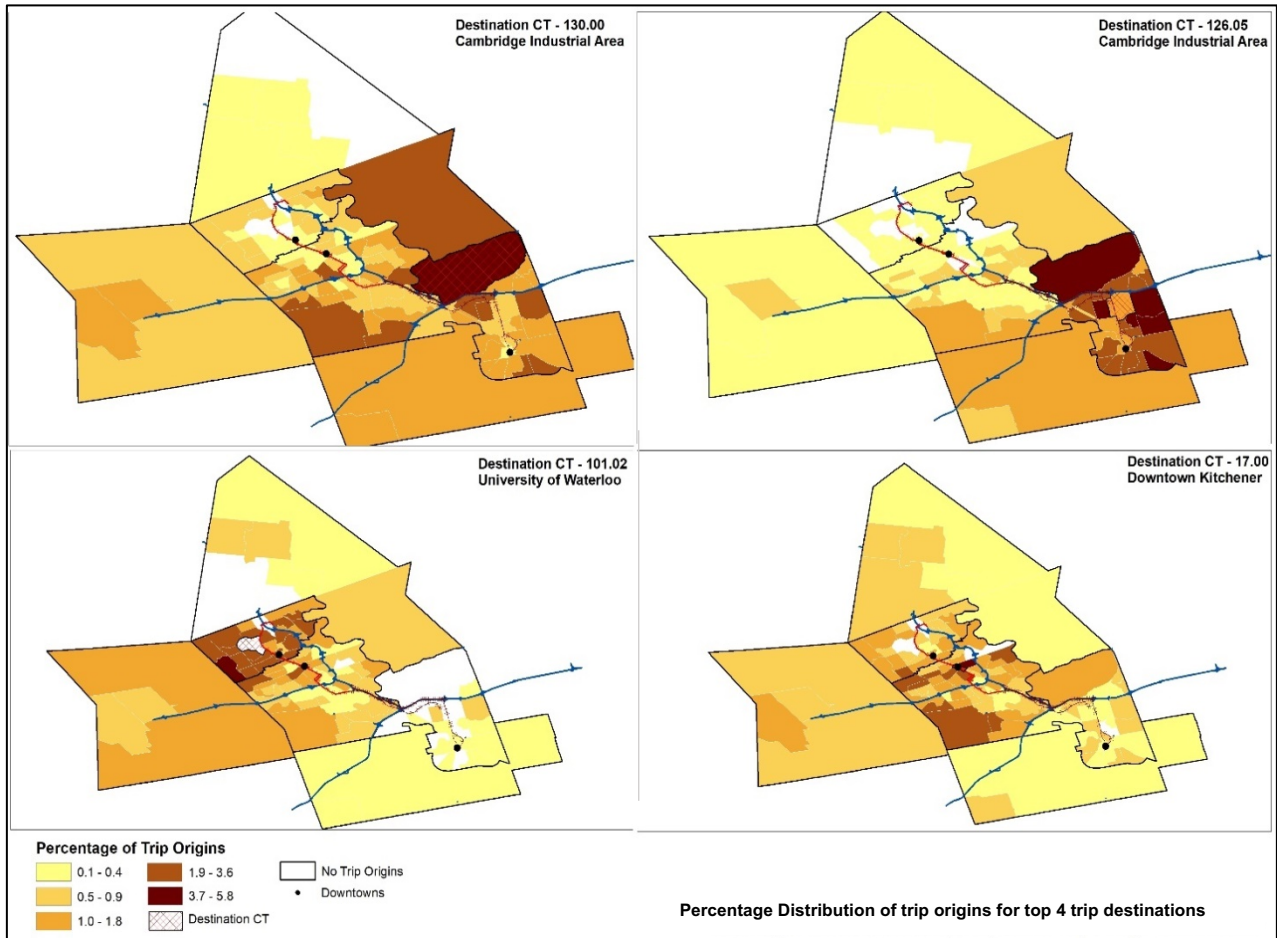 Destination CT - 130.00
Cambridge Industrial Area
Destination CT - 126.05
Cambridge Industrial Area
Destination CT - 101.02
University of Waterloo
Destination CT - 17.00
Downtown Kitchener
Percentage of Trip Origins
0.1 - 0.4
0.5 - 0.9
1.0 - 1.8
1.9 - 3.6
3.7 - 5.8
Destination CT
No Trip Origins
Downtowns
Percentage Distribution of trip origins for top 4 trip destinations